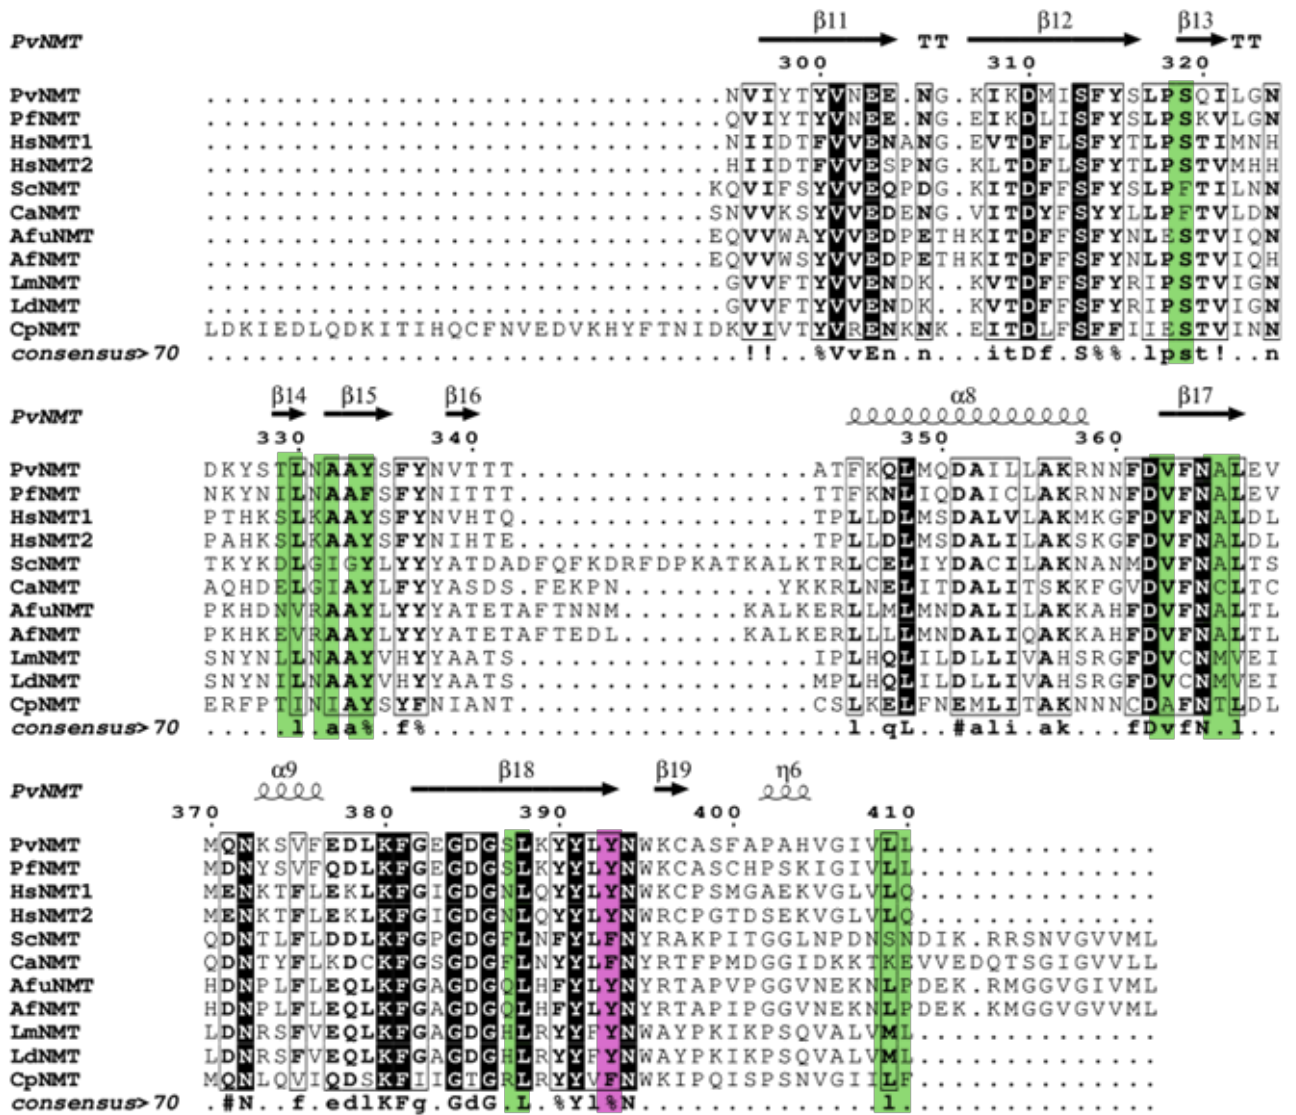 PvNMT β11 TT β12 β13 TT
300 310 320
PvNMT ..............................NVIYTYVNEE.NG.KIKDMISFYSLPSQILGN
PfNMT ..............................QVIYTYVNEE.NG.EIKDLISFYSLPSKVLGN
HsNMT1 ..............................NIIDTFVVENANG.EVTDFLSFYTLPSTIMNH
HsNMT2 ..............................HIIDTFVVESPNG.KLTDFLSFYTLPSTVMHH
ScNMT .............................KQVIFSYVVEQPDG.KITDFFSFYSLPFTILNN
CaNMT .............................SNVVKSYVVEDENG.VITDYFSYYLLPFTVLDN
AfuNMT .............................EQVVWAYVVEDPETHKITDFFSFYNLESTVIQN
AfNMT .............................EQVVWSYVVEDPETHKITDFFSFYNLPSTVIQH
LmNMT ..............................GVVFTYVVENDK..KVTDFFSFYRIPSTVIGN
LdNMT ..............................GVVFTYVVENDK..KVTDFFSFYRIPSTVIGN
CpNMT LDKIEDLQDKITIHQCFNVEDVKHYFTNIDKVIVTYVRENKNK.EITDLFSFFIIESTVINN
consensus>70 ...............................!!..%VvEn.n..itDf.S%%.lpst!..n
PvNMT β14 β15 β16 α8 β17
330 340 350 360
PvNMT DKYSTLNAAYSFYNVTTT.................ATFKQLMQDAILLAKRNNFDVFNALEV
PfNMT NKYNILNAAFSFYNITTT.................TTFKNLIQDAICLAKRNNFDVFNALEV
HsNMT1 PTHKSLKAAYSFYNVHTQ.................TPLLDLMSDALVLAKMKGFDVFNALDL
HsNMT2 PAHKSLKAAYSFYNIHTE.................TPLLDLMSDALILAKSKGFDVFNALDL
ScNMT TKYKDLGIGYLYYYATDADFQFKDRFDPKATKALKTRLCELIYDACILAKNANMDVFNALTS
CaNMT AQHDELGIAYLFYYASDS.FEKPN.........YKKRLNELITDALITSKKFGVDVFNCLTC
AfuNMT PKHDNVRAAYLYYYATETAFTNNM.......KALKERLLMLMNDALILAKKAHFDVFNALTL
AfNMT PKHKEVRAAYLYYYATETAFTEDL.......KALKERLLLLMNDALIQAKKAHFDVFNALTL
LmNMT SNYNLLNAAYVHYYAATS.................IPLHQLILDLLIVAHSRGFDVCNMVEI
LdNMT SNYNILNAAYVHYYAATS.................MPLHQLILDLLIVAHSRGFDVCNMVEI
CpNMT ERFPTINIAYSYFNIANT.................CSLKELFNEMLITAKNNNCDAFNTLDL
consensus>70 .....l.aa%.f%........................l.qL..#ali.ak...fDvfN.l..
PvNMT α9 β18 β19 η6
370 380 390 400 410
PvNMT MQNKSVFEDLKFGEGDGSLKYYLYNWKCASFAPAHVGIVLL..............
PfNMT MDNYSVFQDLKFGEGDGSLKYYLYNWKCASCHPSKIGIVLL..............
HsNMT1 MENKTFLEKLKFGIGDGNLQYYLYNWKCPSMGAEKVGLVLQ..............
HsNMT2 MENKTFLEKLKFGIGDGNLQYYLYNWRCPGTDSEKVGLVLQ..............
ScNMT QDNTLFLDDLKFGPGDGFLNFYLFNYRAKPITGGLNPDNSNDIK.RRSNVGVVML
CaNMT QDNTYFLKDCKFGSGDGFLNYYLFNYRTFPMDGGIDKKTKEVVEDQTSGIGVVLL
AfuNMT HDNPLFLEQLKFGAGDGQLHFYLYNYRTAPVPGGVNEKNLPDEK.RMGGVGIVML
AfNMT HDNPLFLEQLKFGAGDGQLHFYLYNYRTAPIPGGVNEKNLPDEK.KMGGVGVVML
LmNMT LDNRSFVEQLKFGAGDGHLRYYFYNWAYPKIKPSQVALVML..............
LdNMT LDNRSFVEQLKFGAGDGHLRYYFYNWAYPKIKPSQVALVML..............
CpNMT MQNLQVIQDSKFIIGTGRLRYYVFNWKIPQISPSNVGIILF..............
consensus>70 .#N..f.edlKFg.GdG.L.%Yl%N..............l...............